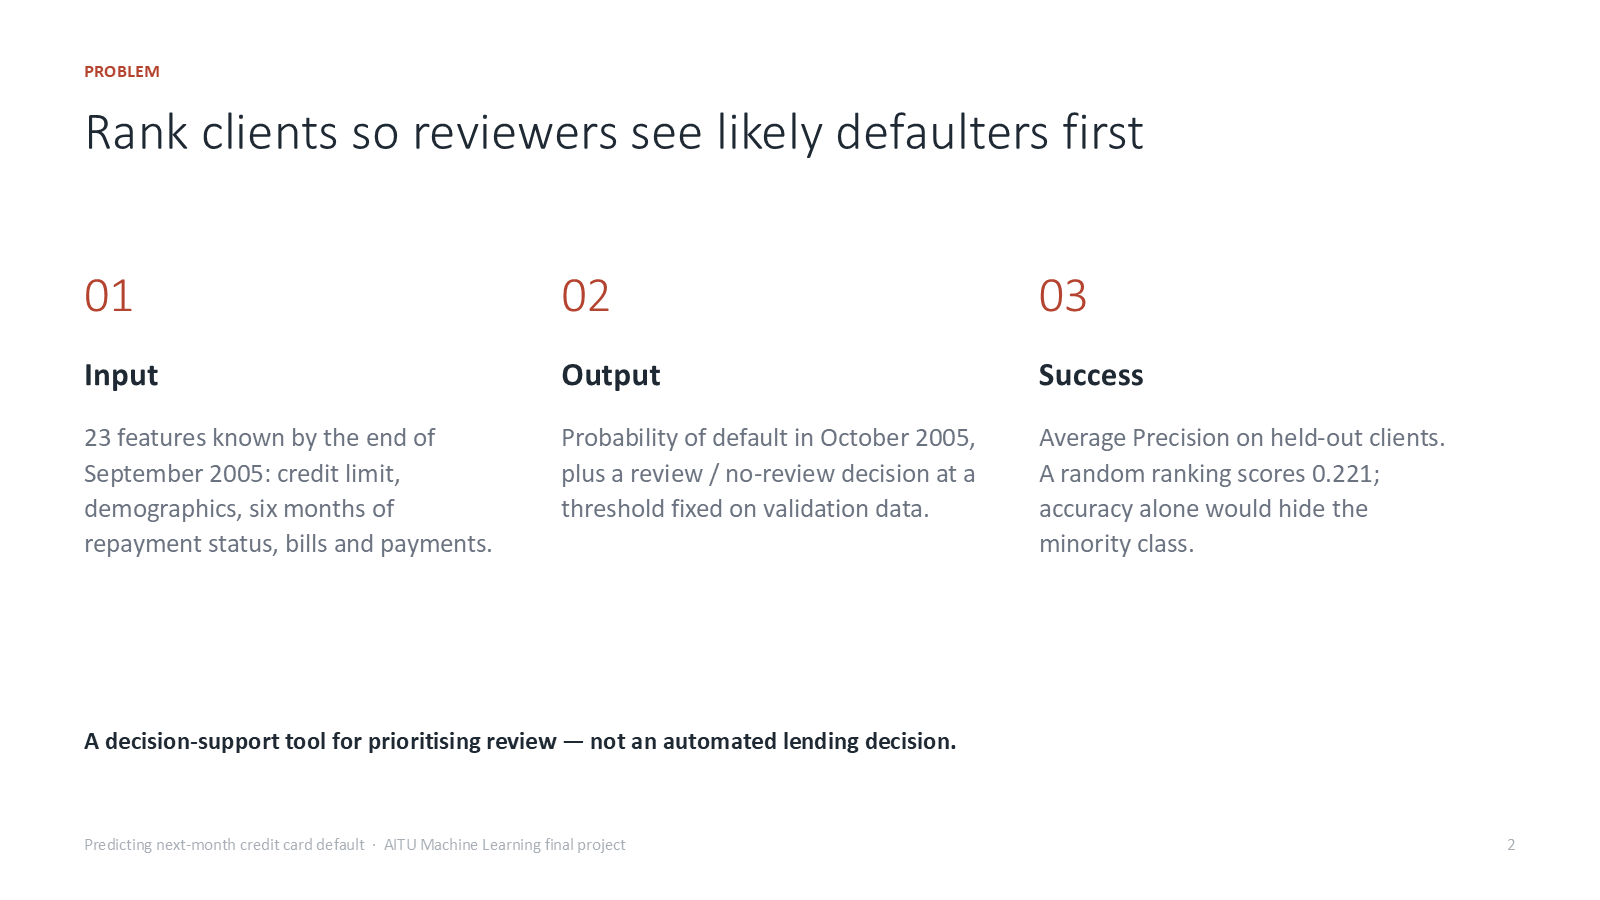 PROBLEM
Rank clients so reviewers see likely defaulters first
01
Input
23 features known by the end of
September 2005: credit limit,
demographics, six months of
repayment status, bills and payments.
02
Output
Probability of default in October 2005,
plus a review / no-review decision at a
threshold fixed on validation data.
03
Success
Average Precision on held-out clients.
A random ranking scores 0.221;
accuracy alone would hide the
minority class.
A decision-support tool for prioritising review — not an automated lending decision.
Predicting next-month credit card default · AITU Machine Learning final project
2